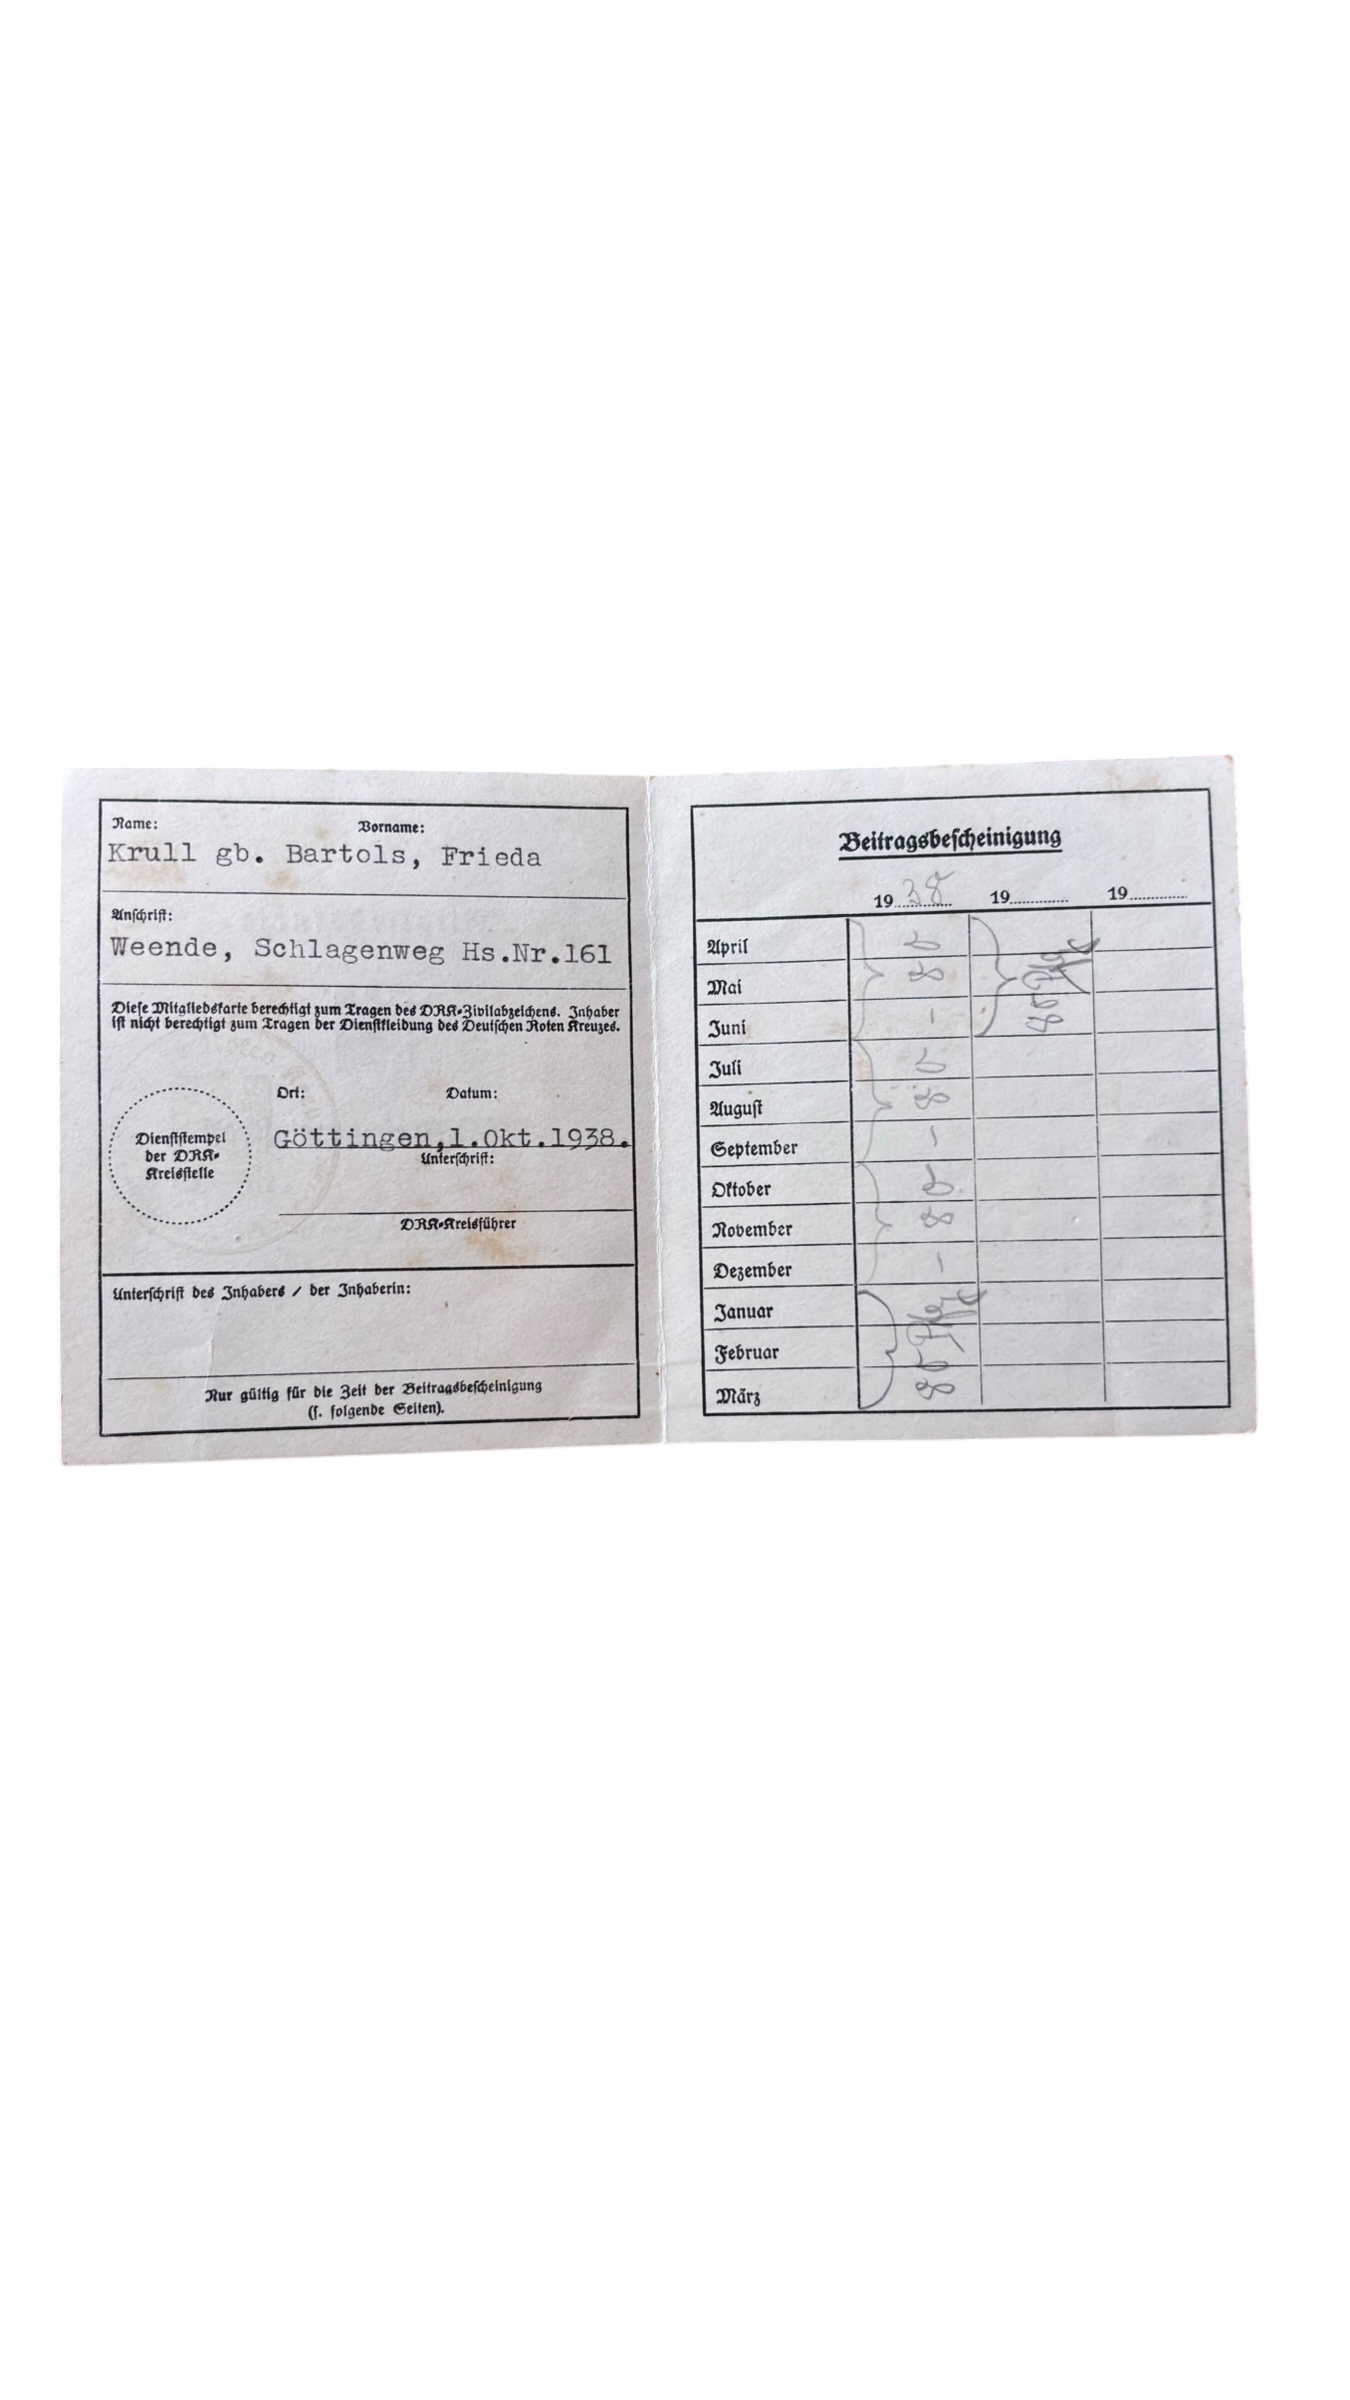 Name: Vorname:
Krull gb. Bartols, Frieda
Anschrift:
Weende, Schlagenweg Hs.Nr.161
Diese Mitgliedskarte berechtigt zum Tragen des DRK-Zivilabzeichens. Inhaber
ist nicht berechtigt zum Tragen der Dienstkleidung des Deutschen Roten Kreuzes.
Ort: Datum:
Göttingen,1.Okt.1938.
Dienststempel
der DRK-
Kreisstelle
Unterschrift:
DRK-Kreisführer
Unterschrift des Inhabers / der Inhaberin:
Nur gültig für die Zeit der Beitragsbescheinigung
(s. folgende Seiten).
Beitragsbescheinigung
1938 19 19
April
Mai
Juni
Juli
August
September
Oktober
November
Dezember
Januar
Februar
März